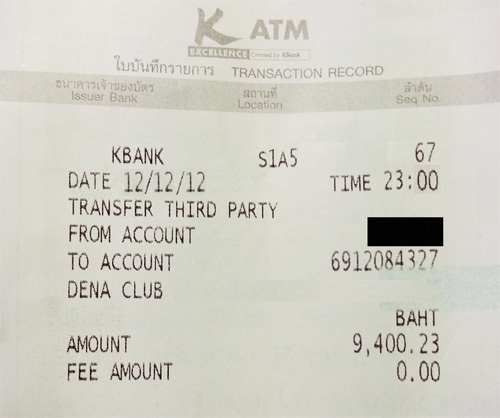 K ATM
EXCELLENCE Created by KBank
ใบบันทึกรายการ TRANSACTION RECORD
ธนาคารเจ้าของบัตร สถานที่ ลำดับ
Issuer Bank Location Seq No.
KBANK S1A5 67
DATE 12/12/12 TIME 23:00
TRANSFER THIRD PARTY
FROM ACCOUNT
TO ACCOUNT 6912084327
DENA CLUB
BAHT
AMOUNT 9,400.23
FEE AMOUNT 0.00